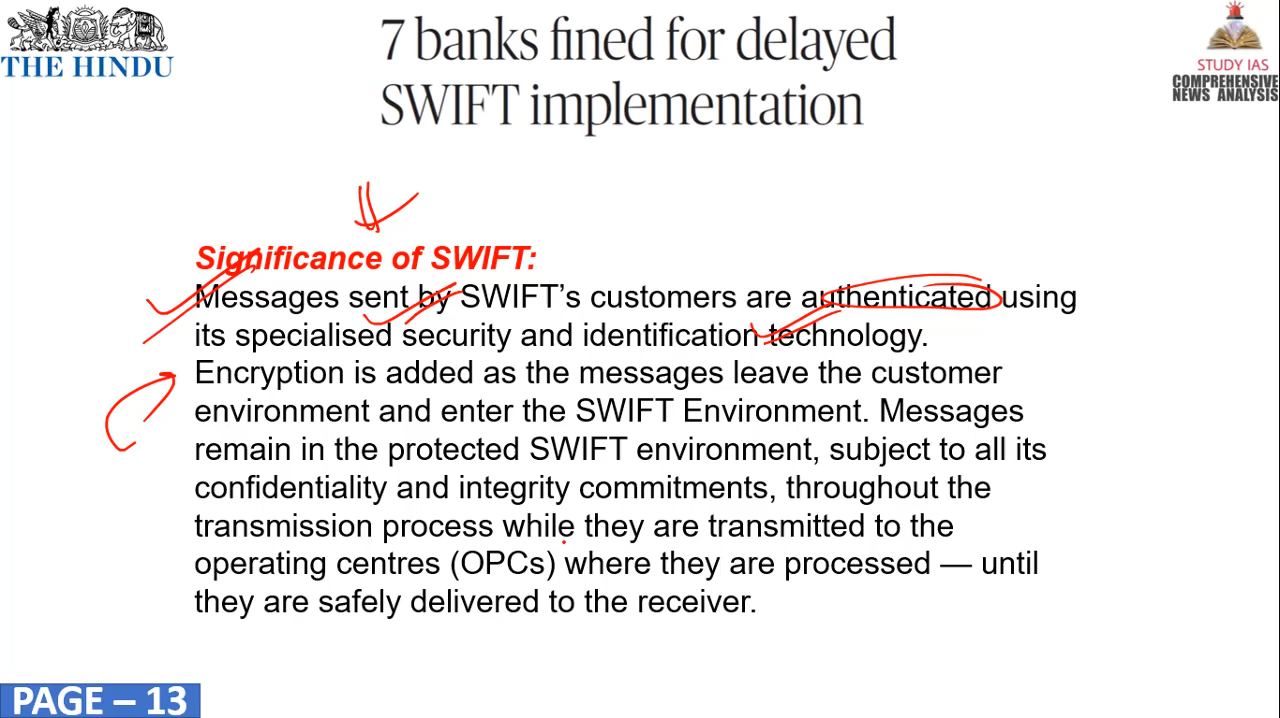 THE HINDU
7 banks fined for delayed
SWIFT implementation
STUDY IAS
COMPREHENSIVE
NEWS ANALYSIS
Significance of SWIFT:
Messages sent by SWIFT’s customers are authenticated using
its specialised security and identification technology.
Encryption is added as the messages leave the customer
environment and enter the SWIFT Environment. Messages
remain in the protected SWIFT environment, subject to all its
confidentiality and integrity commitments, throughout the
transmission process while they are transmitted to the
operating centres (OPCs) where they are processed — until
they are safely delivered to the receiver.
PAGE – 13